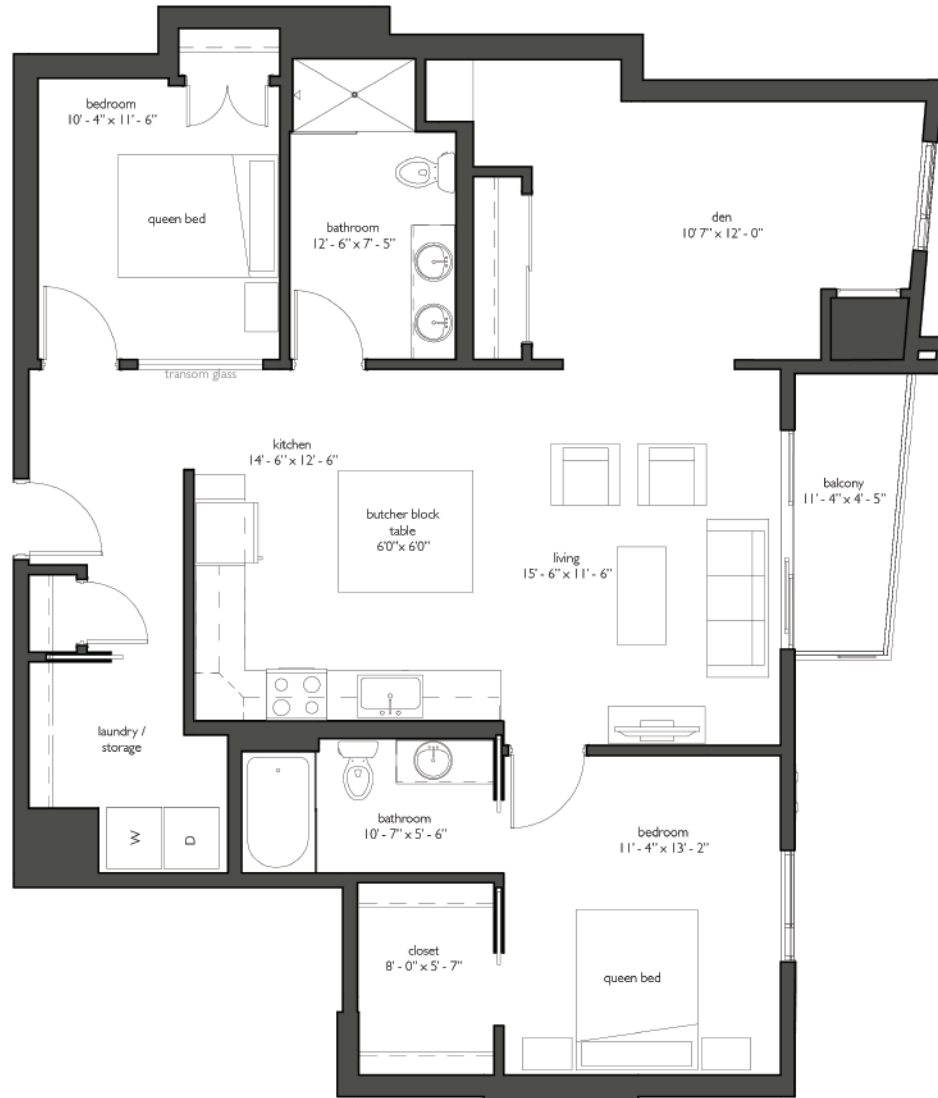 bedroom
10' - 4" x 11' - 6"
queen bed
bathroom
12' - 6" x 7' - 5"
den
10' 7" x 12' - 0"
transom glass
kitchen
14' - 6" x 12' - 6"
butcher block
table
6'0" x 6'0"
living
15' - 6" x 11' - 6"
balcony
11' - 4" x 4' - 5"
laundry /
storage
W
D
bathroom
10' - 7" x 5' - 6"
bedroom
11' - 4" x 13' - 2"
closet
8' - 0" x 5' - 7"
queen bed